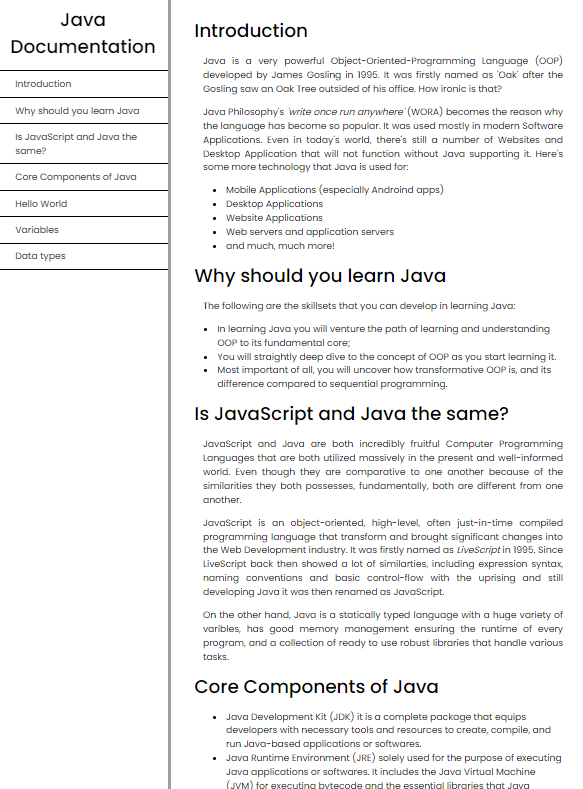 Java
Documentation
Introduction
Why should you learn Java
Is JavaScript and Java the
same?
Core Components of Java
Hello World
Variables
Data types
Introduction
Java is a very powerful Object-Oriented-Programming Language (OOP)
developed by James Gosling in 1995. It was firstly named as 'Oak' after the
Gosling saw an Oak Tree outsided of his office. How ironic is that?
Java Philosophy's 'write once run anywhere' (WORA) becomes the reason why
the language has become so popular. It was used mostly in modern Software
Applications. Even in today's world, there's still a number of Websites and
Desktop Application that will not function without Java supporting it. Here's
some more technology that Java is used for:
• Mobile Applications (especially Androind apps)
• Desktop Applications
• Website Applications
• Web servers and application servers
• and much, much more!
Why should you learn Java
The following are the skillsets that you can develop in learning Java:
• In learning Java you will venture the path of learning and understanding
OOP to its fundamental core;
• You will straightly deep dive to the concept of OOP as you start learning it.
• Most important of all, you will uncover how transformative OOP is, and its
difference compared to sequential programming.
Is JavaScript and Java the same?
JavaScript and Java are both incredibly fruitful Computer Programming
Languages that are both utilized massively in the present and well-informed
world. Even though they are comparative to one another because of the
similarities they both possesses, fundamentally, both are different from one
another.
JavaScript is an object-oriented, high-level, often just-in-time compiled
programming language that transform and brought significant changes into
the Web Development industry. It was firstly named as LiveScript in 1995. Since
LiveScript back then showed a lot of similarties, including expression syntax,
naming conventions and basic control-flow with the uprising and still
developing Java it was then renamed as JavaScript.
On the other hand, Java is a statically typed language with a huge variety of
varibles, has good memory management ensuring the runtime of every
program, and a collection of ready to use robust libraries that handle various
tasks.
Core Components of Java
• Java Development Kit (JDK) it is a complete package that equips
developers with necessary tools and resources to create, compile, and
run Java-based applications or softwares.
• Java Runtime Environment (JRE) solely used for the purpose of executing
Java applications or softwares. It includes the Java Virtual Machine
(JVM) for executing bytecode and the essential libraries that Java